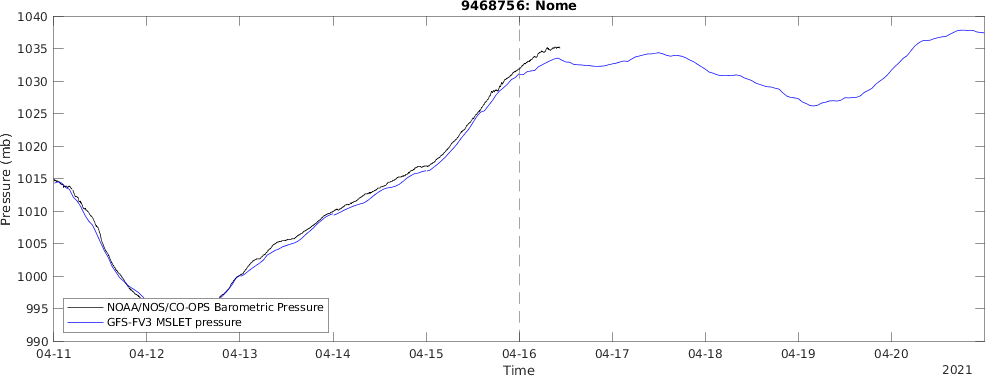 9468756: Nome
1040
1035
1030
1025
1020
1015
1010
1005
1000
995
990
Pressure (mb)
NOAA/NOS/CO-OPS Barometric Pressure
GFS-FV3 MSLET pressure
04-11 04-12 04-13 04-14 04-15 04-16 04-17 04-18 04-19 04-20
Time
2021